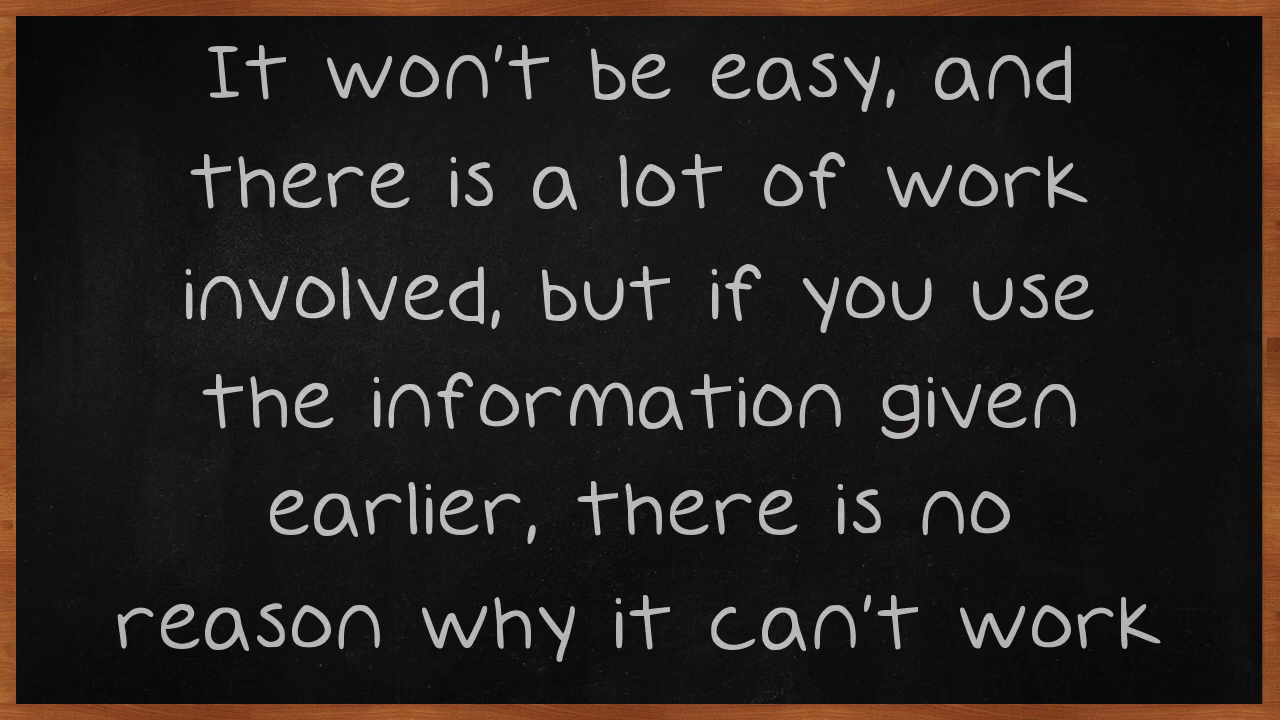 It won't be easy, and
there is a lot of work
involved, but if you use
the information given
earlier, there is no
reason why it can't work